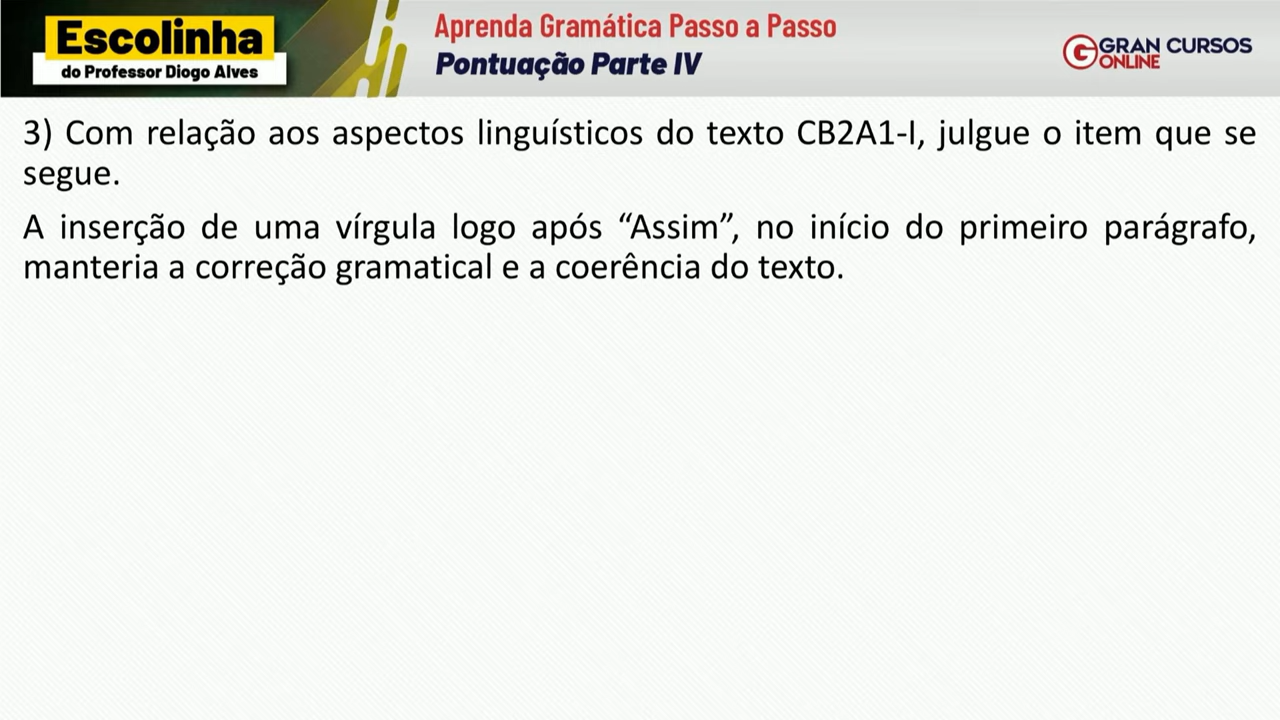 Escolinha
do Professor Diogo Alves
Aprenda Gramática Passo a Passo
Pontuação Parte IV
G GRAN CURSOS
ONLINE
3) Com relação aos aspectos linguísticos do texto CB2A1-I, julgue o item que se
segue.
A inserção de uma vírgula logo após “Assim”, no início do primeiro parágrafo,
manteria a correção gramatical e a coerência do texto.